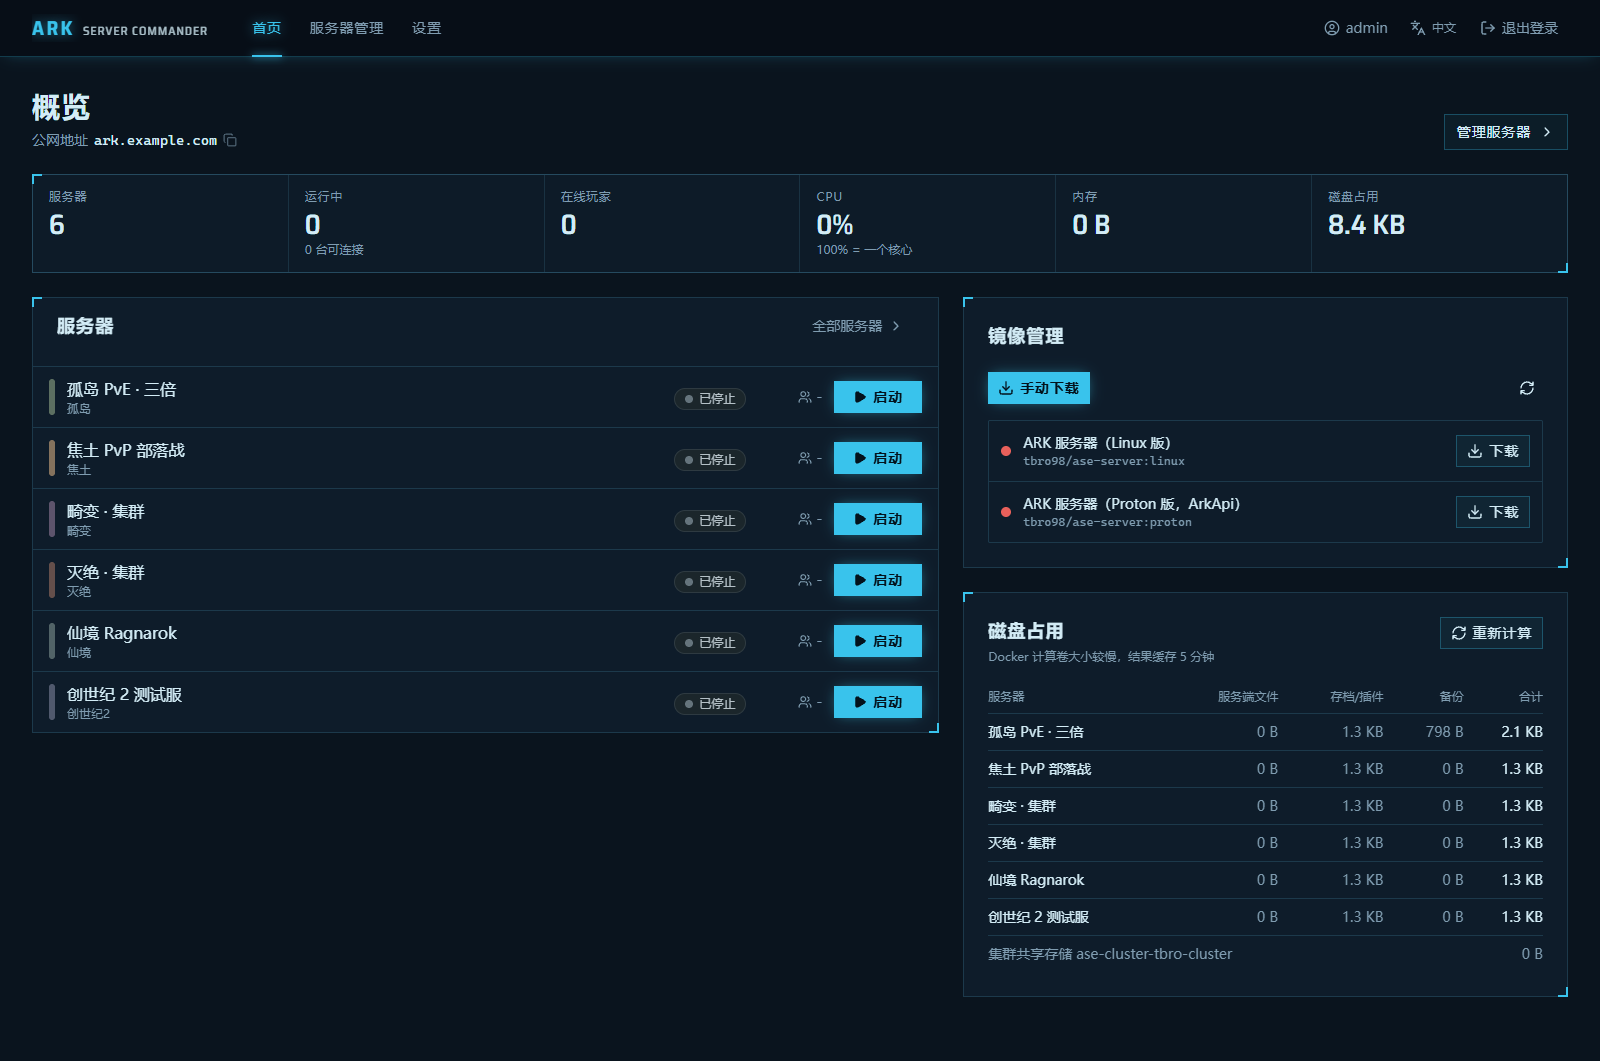 ARK SERVER COMMANDER 首页 服务器管理 设置 admin 中文 退出登录
概览
公网地址 ark.example.com
管理服务器
服务器 运行中 在线玩家 CPU 内存 磁盘占用
6 0 0 0% 0 B 8.4 KB
0 台可连接 100% = 一个核心
服务器 全部服务器
孤岛 PvE · 三倍
孤岛
已停止 - 启动
焦土 PvP 部落战
焦土
已停止 - 启动
畸变 · 集群
畸变
已停止 - 启动
灭绝 · 集群
灭绝
已停止 - 启动
仙境 Ragnarok
仙境
已停止 - 启动
创世纪 2 测试服
创世纪2
已停止 - 启动
镜像管理
手动下载
ARK 服务器（Linux 版）
tbro98/ase-server:linux
下载
ARK 服务器（Proton 版，ArkApi）
tbro98/ase-server:proton
下载
磁盘占用
重新计算
Docker 计算卷大小较慢，结果缓存 5 分钟
服务器 服务端文件 存档/插件 备份 合计
孤岛 PvE · 三倍 0 B 1.3 KB 798 B 2.1 KB
焦土 PvP 部落战 0 B 1.3 KB 0 B 1.3 KB
畸变 · 集群 0 B 1.3 KB 0 B 1.3 KB
灭绝 · 集群 0 B 1.3 KB 0 B 1.3 KB
仙境 Ragnarok 0 B 1.3 KB 0 B 1.3 KB
创世纪 2 测试服 0 B 1.3 KB 0 B 1.3 KB
集群共享存储 ase-cluster-tbro-cluster 0 B